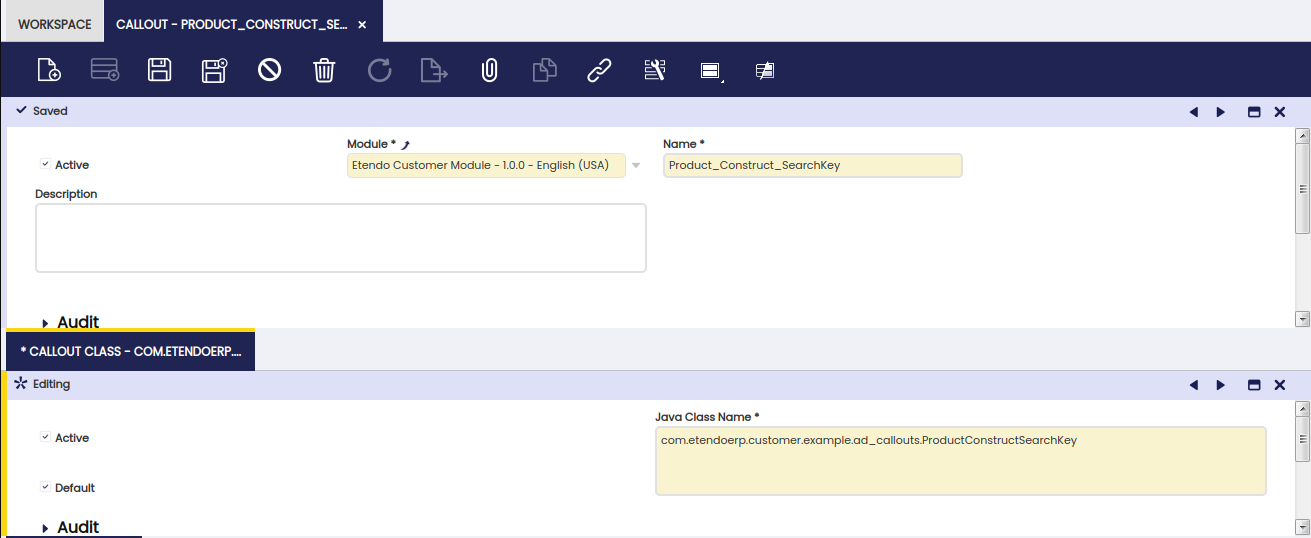 WORKSPACE
CALLOUT - PRODUCT_CONSTRUCT_SE...
Saved
Module *
Name *
Active
Etendo Customer Module - 1.0.0 - English (USA)
Product_Construct_SearchKey
Description
Audit
* CALLOUT CLASS - COM.ETENDOERP....
Editing
Java Class Name *
Active
com.etendoerp.customer.example.ad_callouts.ProductConstructSearchKey
Default
Audit